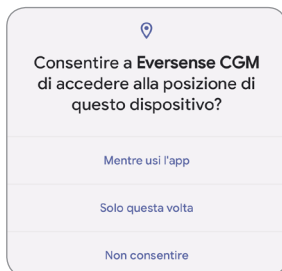 Consentire a Eversense CGM
di accedere alla posizione di
questo dispositivo?
Mentre usi l'app
Solo questa volta
Non consentire